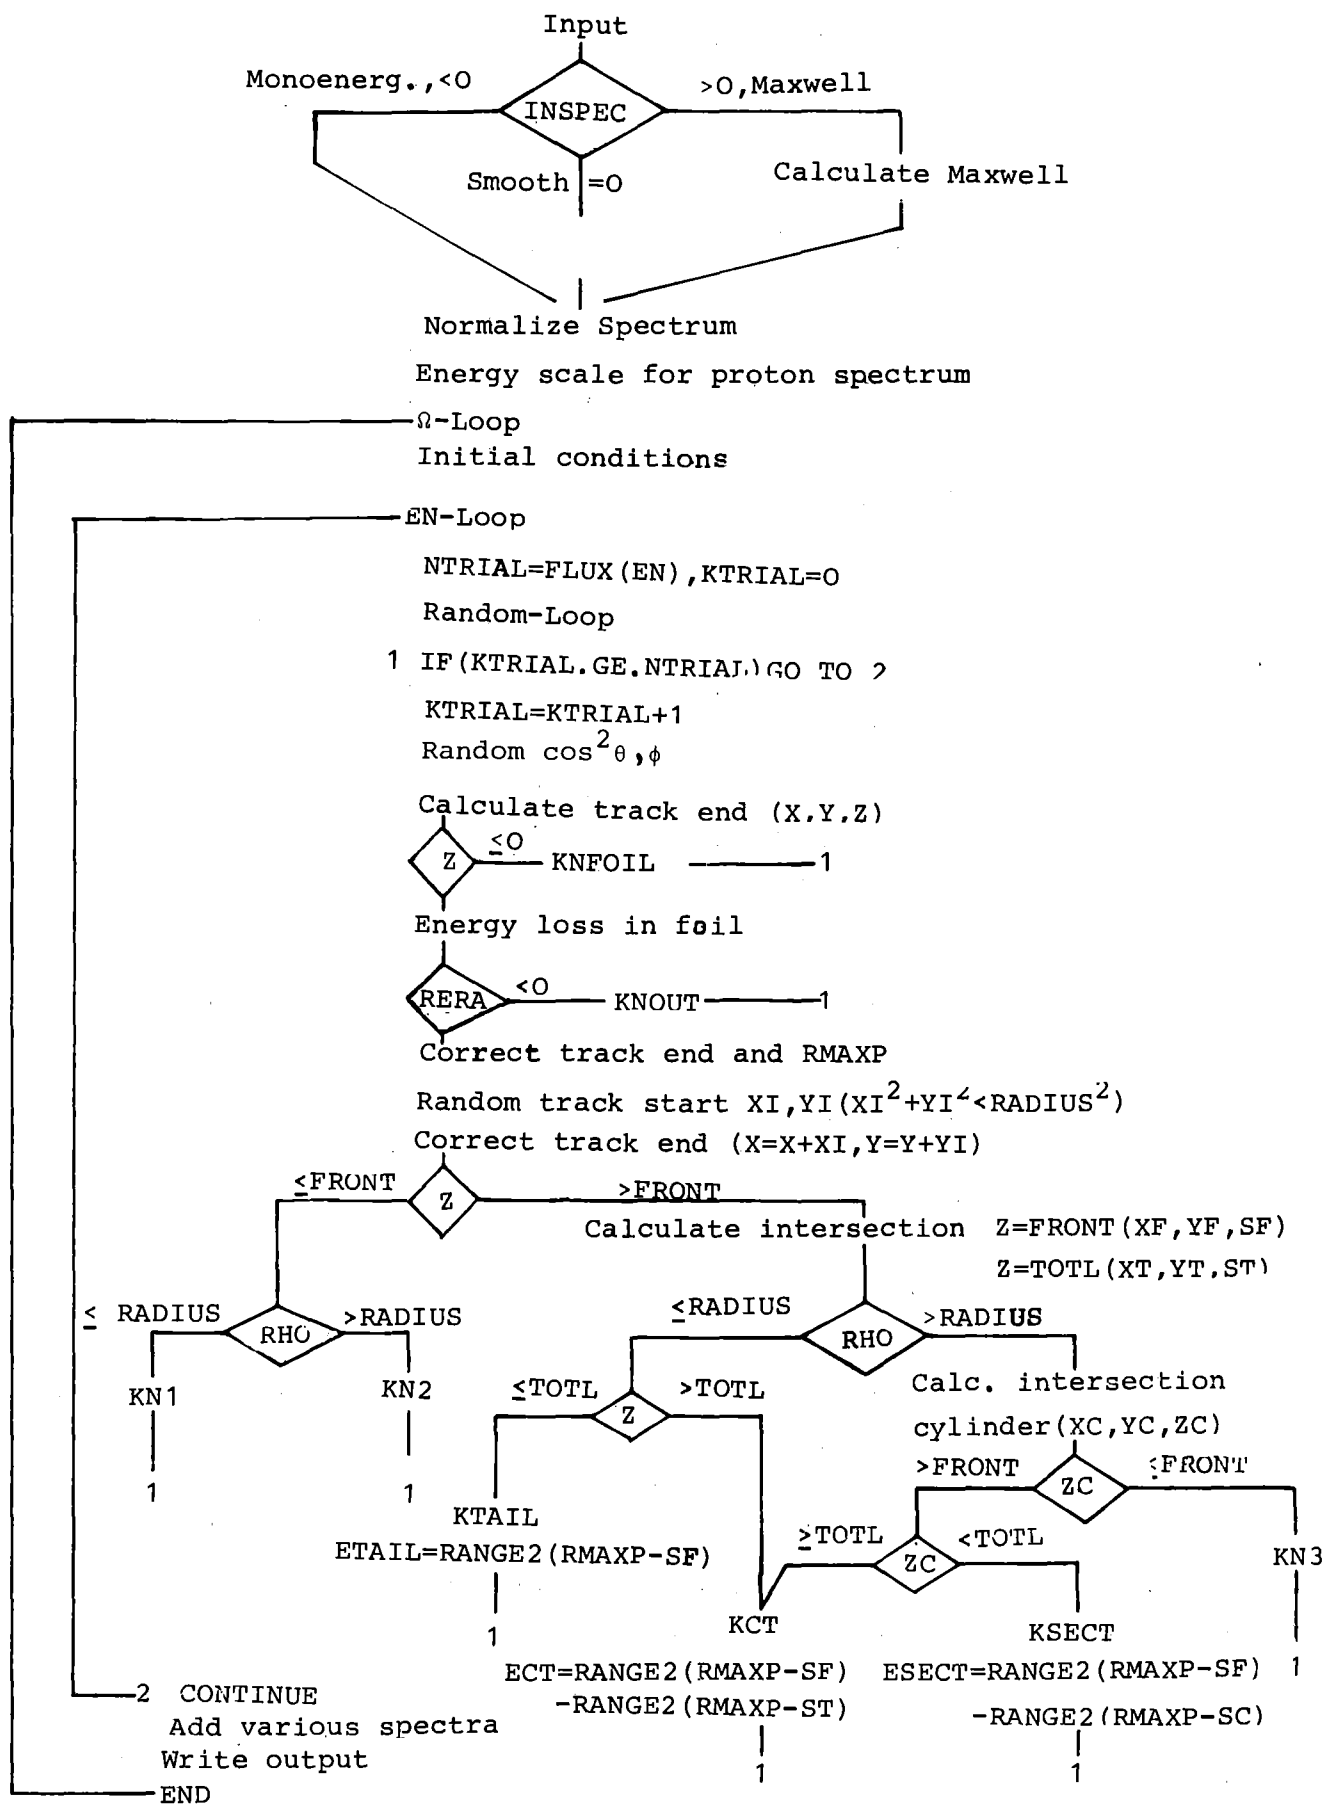 Input
Monoenerg.,<0
>0,Maxwell
INSPEC
Smooth =0
Calculate Maxwell
Normalize Spectrum
Energy scale for proton spectrum
Ω-Loop
Initial conditions
EN-Loop
NTRIAL=FLUX(EN),KTRIAL=0
Random-Loop
1 IF(KTRIAL.GE.NTRIAL)GO TO 2
KTRIAL=KTRIAL+1
Random cos²θ,φ
Calculate track end (X.Y.Z)
Z ≤0 KNFOIL 1
Energy loss in foil
RERA <0 KNOUT 1
Correct track end and RMAXP
Random track start XI,YI(XI²+YI²<RADIUS²)
Correct track end (X=X+XI,Y=Y+YI)
≤FRONT Z >FRONT
Calculate intersection Z=FRONT(XF,YF,SF)
Z=TOTL(XT,YT.ST)
≤ RADIUS RHO >RADIUS
≤RADIUS RHO >RADIUS
KN1
KN2
≤TOTL Z >TOTL
Calc. intersection
cylinder(XC,YC,ZC)
>FRONT ZC ≤FRONT
1
1
KTAIL
ETAIL=RANGE2(RMAXP-SF)
≥TOTL ZC <TOTL
KN3
1
KCT
KSECT
ECT=RANGE2(RMAXP-SF)
-RANGE2(RMAXP-ST)
ESECT=RANGE2(RMAXP-SF)
-RANGE2(RMAXP-SC)
1
2 CONTINUE
Add various spectra
Write output
1
1
END